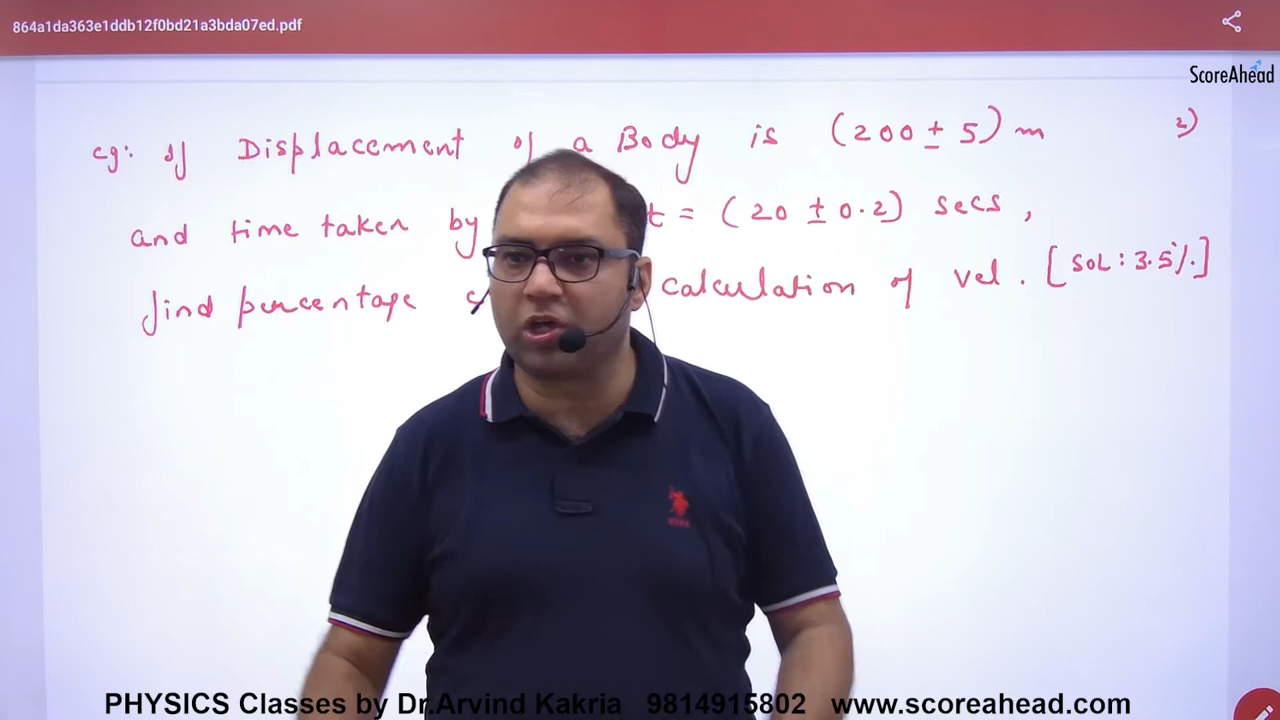 864a1da363e1ddb12f0bd21a3bda07ed.pdf
ScoreAhead
eg: If Displacement of a Body is (200 ± 5) m
2)
and time taken by t = (20 ± 0.2) secs,
find percentage calculation of vel. [SOL: 3.5%.]
PHYSICS Classes by Dr.Arvind Kakria 9814915802 www.scoreahead.com